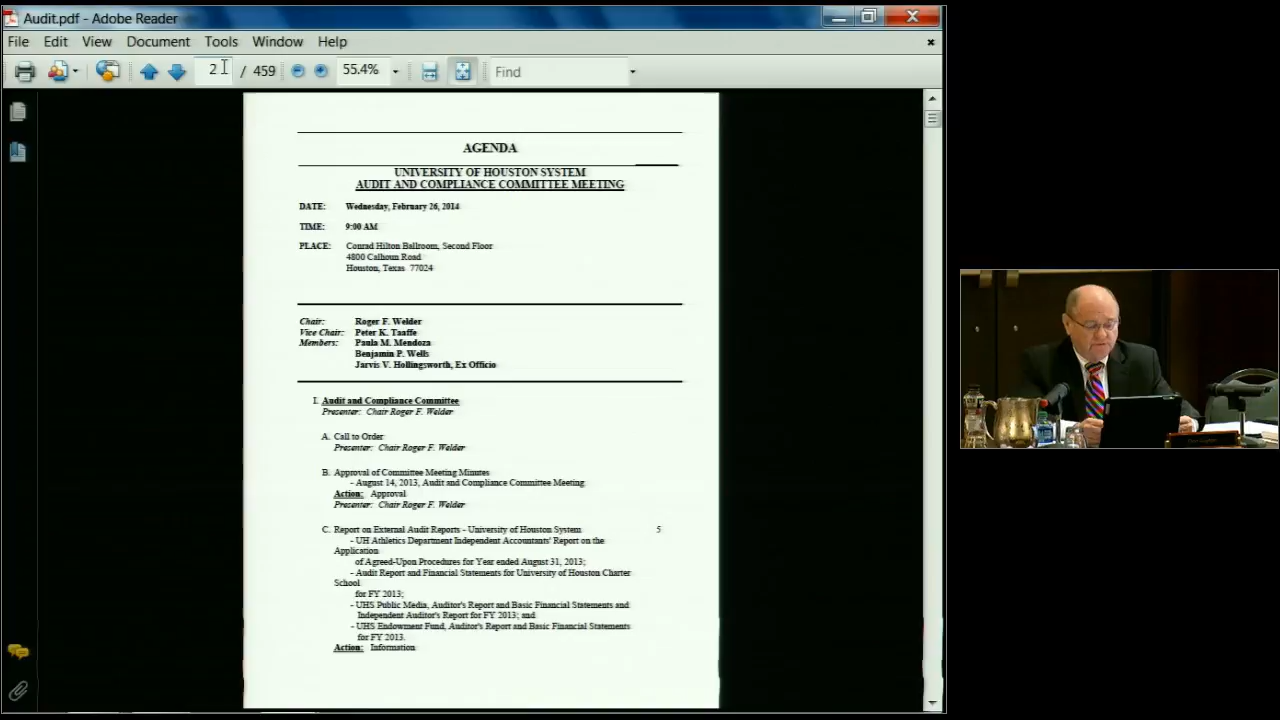 Audit.pdf - Adobe Reader
File Edit View Document Tools Window Help
2 / 459 55.4% Find
AGENDA
UNIVERSITY OF HOUSTON SYSTEM
AUDIT AND COMPLIANCE COMMITTEE MEETING
DATE: Wednesday, February 26, 2014
TIME: 9:00 AM
PLACE: Conrad Hilton Ballroom, Second Floor
4800 Calhoun Road
Houston, Texas 77024
Chair: Roger F. Welder
Vice Chair: Peter K. Taaffe
Members: Paula M. Mendoza
Benjamin P. Wells
Jarvis V. Hollingsworth, Ex Officio
I. Audit and Compliance Committee
Presenter: Chair Roger F. Welder
A. Call to Order
Presenter: Chair Roger F. Welder
B. Approval of Committee Meeting Minutes
- August 14, 2013, Audit and Compliance Committee Meeting
Action: Approval
Presenter: Chair Roger F. Welder
C. Report on External Audit Reports - University of Houston System 5
- UH Athletics Department Independent Accountants' Report on the
Application
of Agreed-Upon Procedures for Year ended August 31, 2013;
- Audit Report and Financial Statements for University of Houston Charter
School
for FY 2013;
- UHS Public Media, Auditor's Report and Basic Financial Statements and
Independent Auditor's Report for FY 2013; and
- UHS Endowment Fund, Auditor's Report and Basic Financial Statements
for FY 2013.
Action: Information